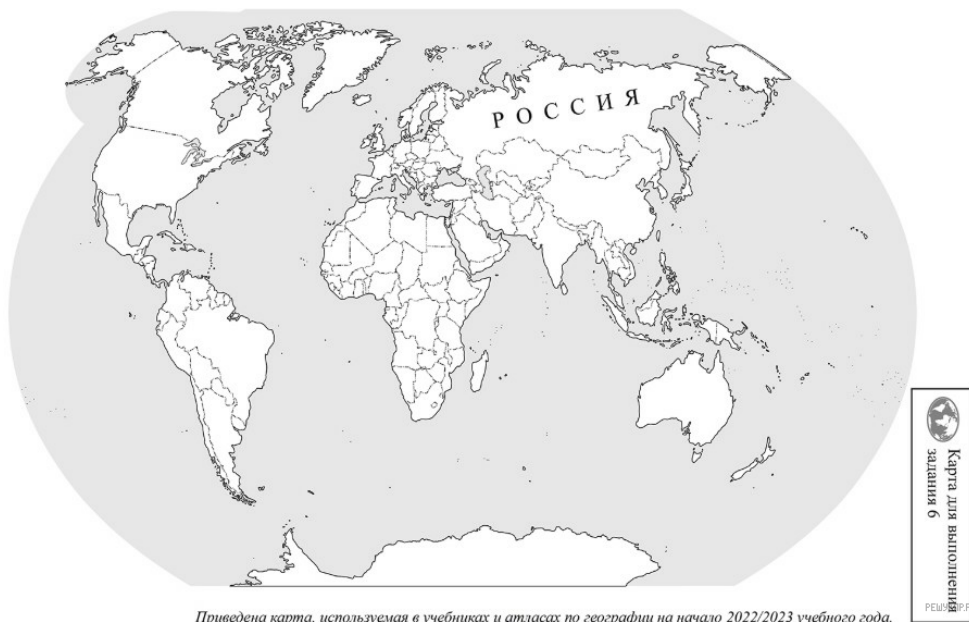 РОССИЯ
Карта для выполнения
задания 6
Приведена карта, используемая в учебниках и атласах по географии на начало 2022/2023 учебного года.